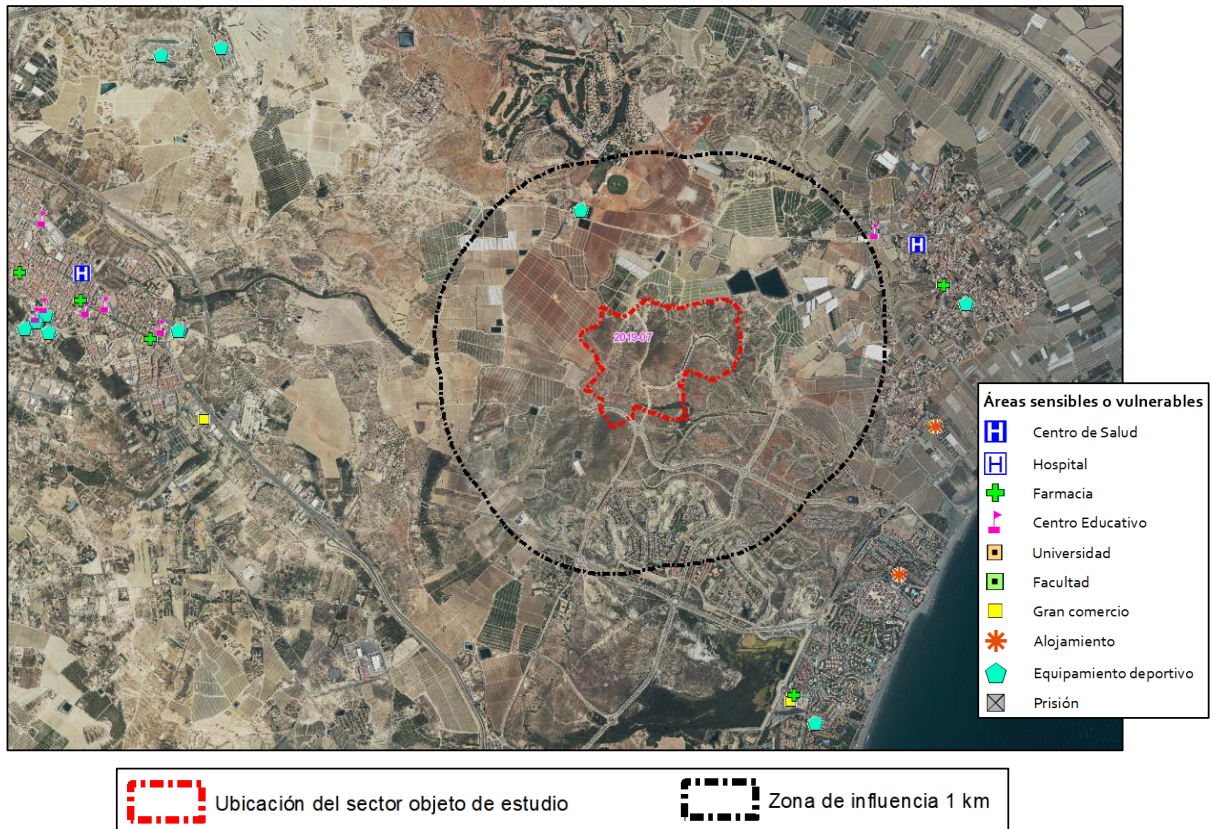 2019-07
Áreas sensibles o vulnerables
H Centro de Salud
H Hospital
Farmacia
Centro Educativo
Universidad
Facultad
Gran comercio
Alojamiento
Equipamiento deportivo
Prisión
H
H
Ubicación del sector objeto de estudio
Zona de influencia 1 km